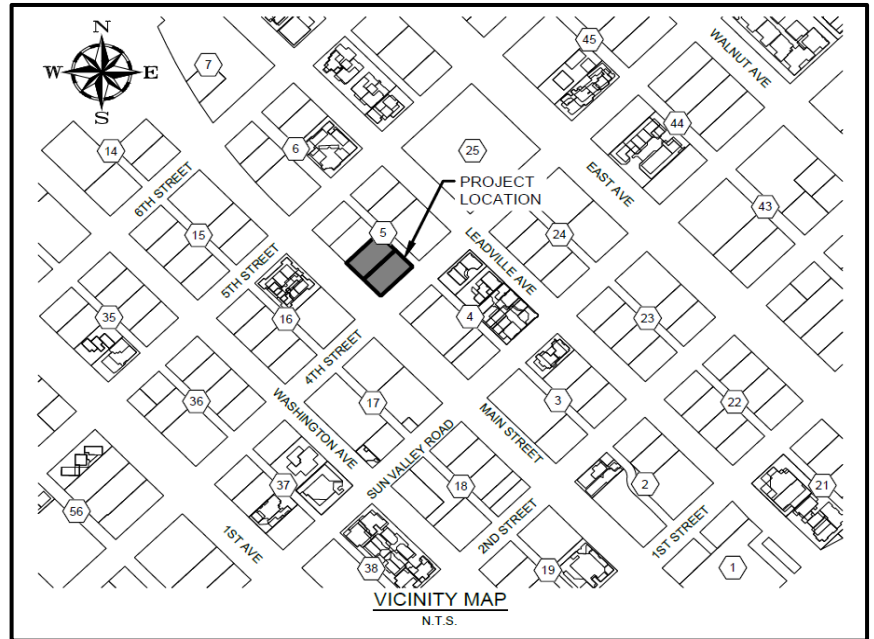 N
W
E
S
7
45
WALNUT AVE
14
6
25
44
6TH STREET
PROJECT
LOCATION
EAST AVE
43
15
5
24
5TH STREET
LEADVILLE AVE
35
16
4
23
4TH STREET
36
WASHINGTON AVE
17
MAIN STREET
3
22
SUN VALLEY ROAD
56
37
18
2
21
1ST AVE
2ND STREET
1ST STREET
38
19
1
VICINITY MAP
N.T.S.